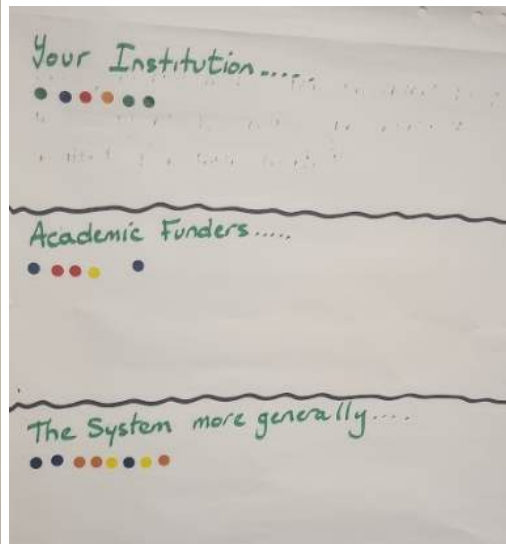 Your Institution.....
Academic Funders.....
The System more generally....